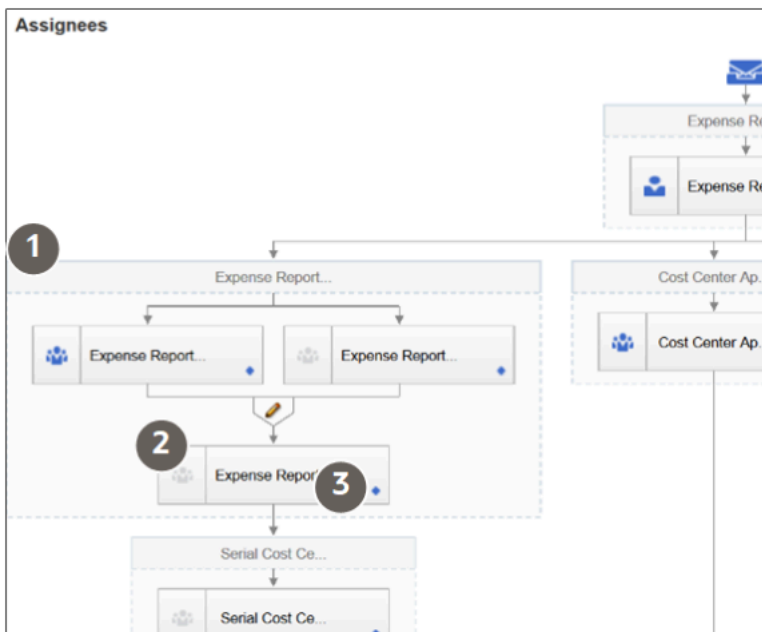 Assignees
Expense Re
Expense Re
1
Expense Report...
Cost Center Ap.
Expense Report...
Expense Report...
Cost Center Ap.
2
Expense Repor
3
Serial Cost Ce...
Serial Cost Ce...